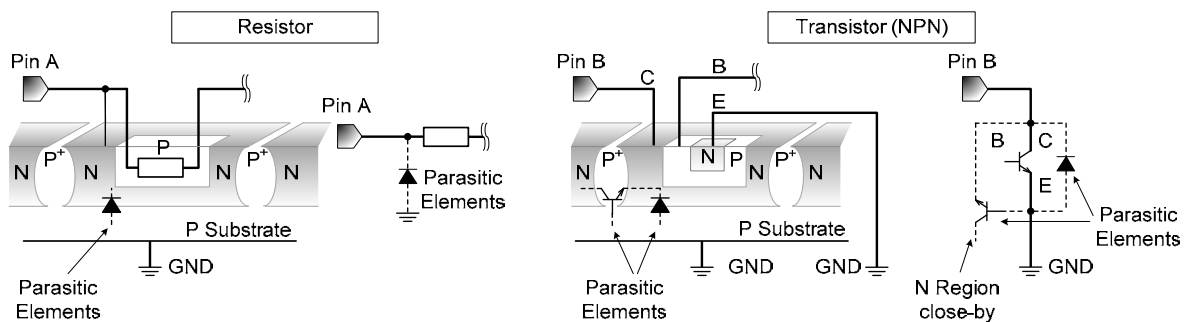 Resistor
Pin A
P
N
P+
N
N
P+
N
Parasitic
Elements
P Substrate
GND
Pin A
Parasitic
Elements
Transistor (NPN)
Pin B
C
B
E
N
P+
N
N
P
N
P+
N
P Substrate
GND
GND
Parasitic
Elements
Pin B
B
C
E
Parasitic
Elements
GND
N Region
close-by